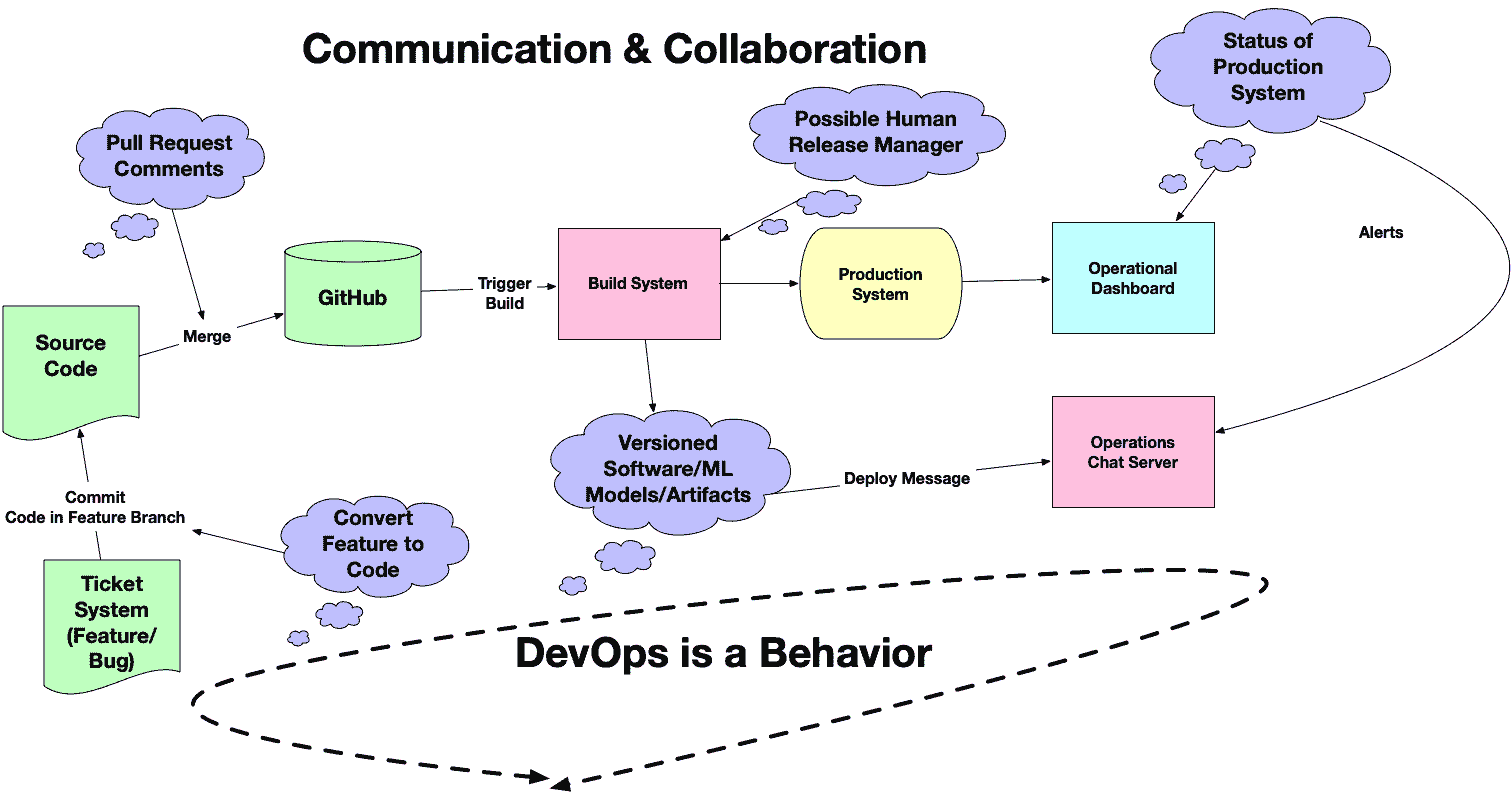 Communication & Collaboration
Status of
Production
System
Pull Request
Comments
Possible Human
Release Manager
Alerts
Source
Code
Merge
GitHub
Trigger
Build
Build System
Production
System
Operational
Dashboard
Versioned
Software/ML
Models/Artifacts
Deploy Message
Operations
Chat Server
Commit
Code in Feature Branch
Convert
Feature to
Code
Ticket
System
(Feature/
Bug)
DevOps is a Behavior